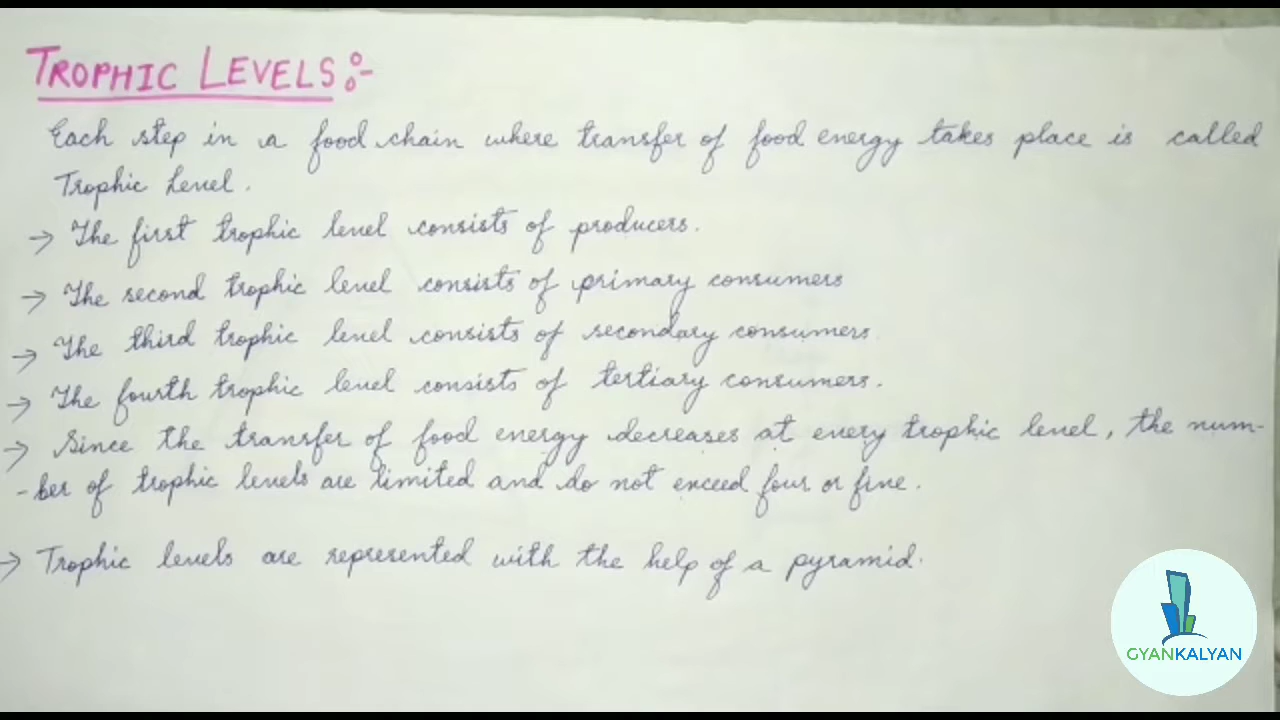 TROPHIC LEVELS :-
Each step in a food chain where transfer of food energy takes place is called
Trophic Level.
→ The first trophic level consists of producers.
→ The second trophic level consists of primary consumers
→ The third trophic level consists of secondary consumers
→ The fourth trophic level consists of tertiary consumers.
→ Since the transfer of food energy decreases at every trophic level, the num-
-ber of trophic levels are limited and do not exceed four or five.
→ Trophic levels are represented with the help of a pyramid.
GYANKALYAN